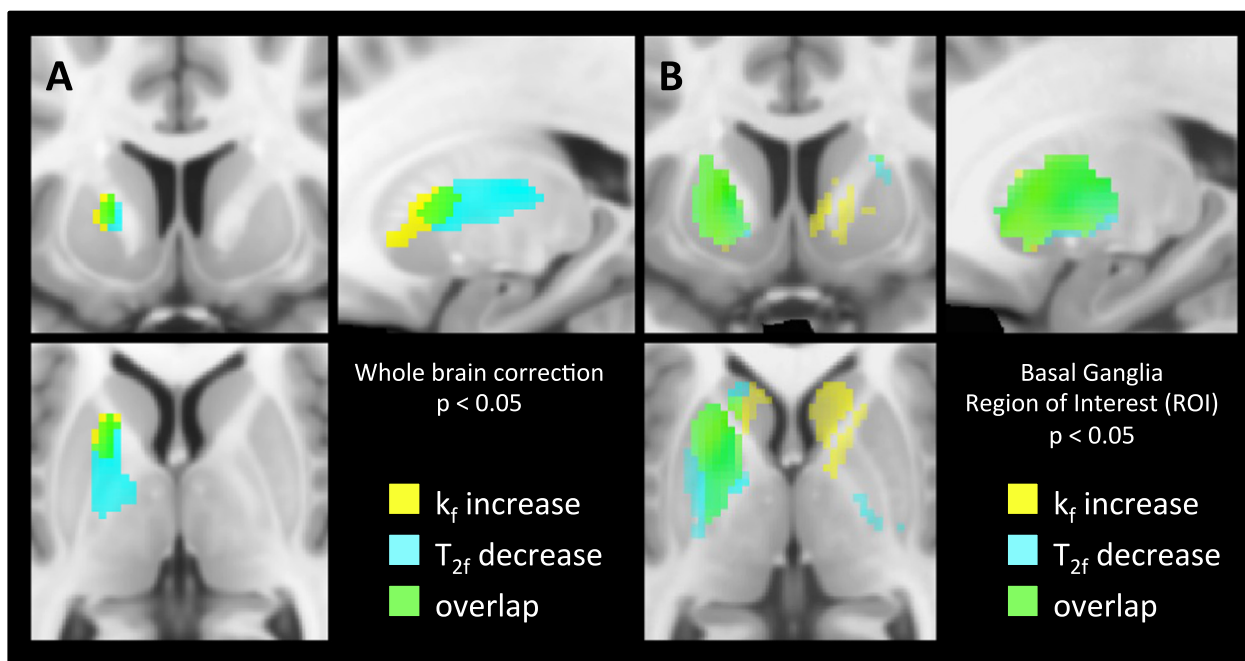 A
B
Whole brain correction
p < 0.05
k_f increase
T_2f decrease
overlap
Basal Ganglia
Region of Interest (ROI)
p < 0.05
k_f increase
T_2f decrease
overlap